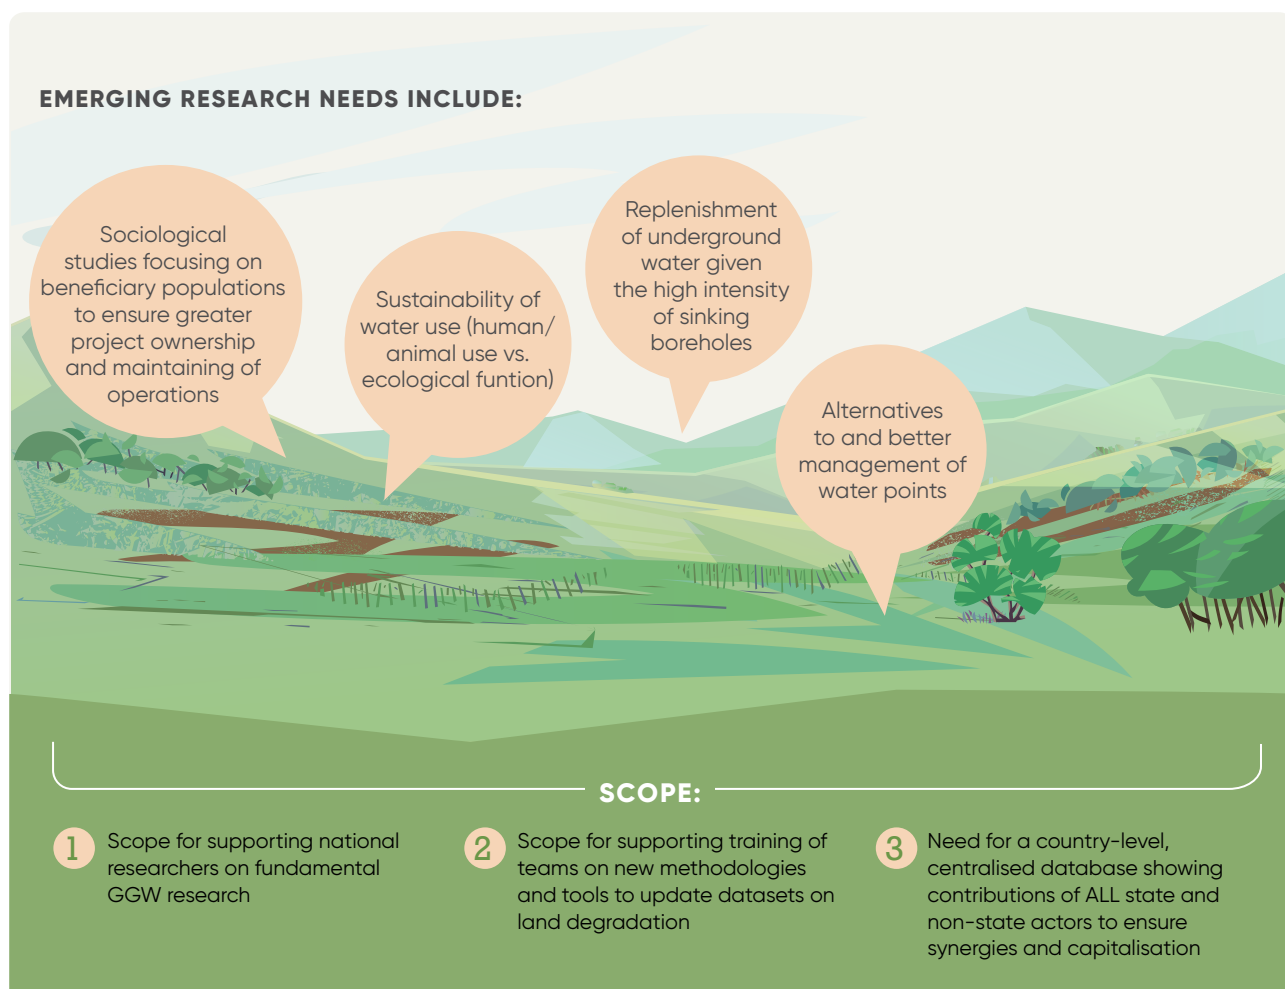 EMERGING RESEARCH NEEDS INCLUDE:
Sociological
studies focusing on
beneficiary populations
to ensure greater
project ownership
and maintaining of
operations
Sustainability of
water use (human/
animal use vs.
ecological funtion)
Replenishment
of underground
water given
the high intensity
of sinking
boreholes
Alternatives
to and better
management of
water points
SCOPE:
1
Scope for supporting national
researchers on fundamental
GGW research
2
Scope for supporting training of
teams on new methodologies
and tools to update datasets on
land degradation
3
Need for a country-level,
centralised database showing
contributions of ALL state and
non-state actors to ensure
synergies and capitalisation